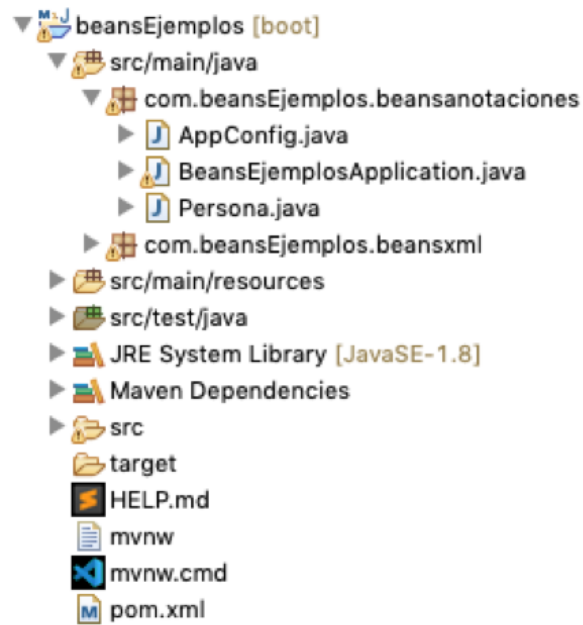 beansEjemplos [boot]
src/main/java
com.beansEjemplos.beansanotaciones
AppConfig.java
BeansEjemplosApplication.java
Persona.java
com.beansEjemplos.beansxml
src/main/resources
src/test/java
JRE System Library [JavaSE-1.8]
Maven Dependencies
src
target
HELP.md
mvnw
mvnw.cmd
pom.xml